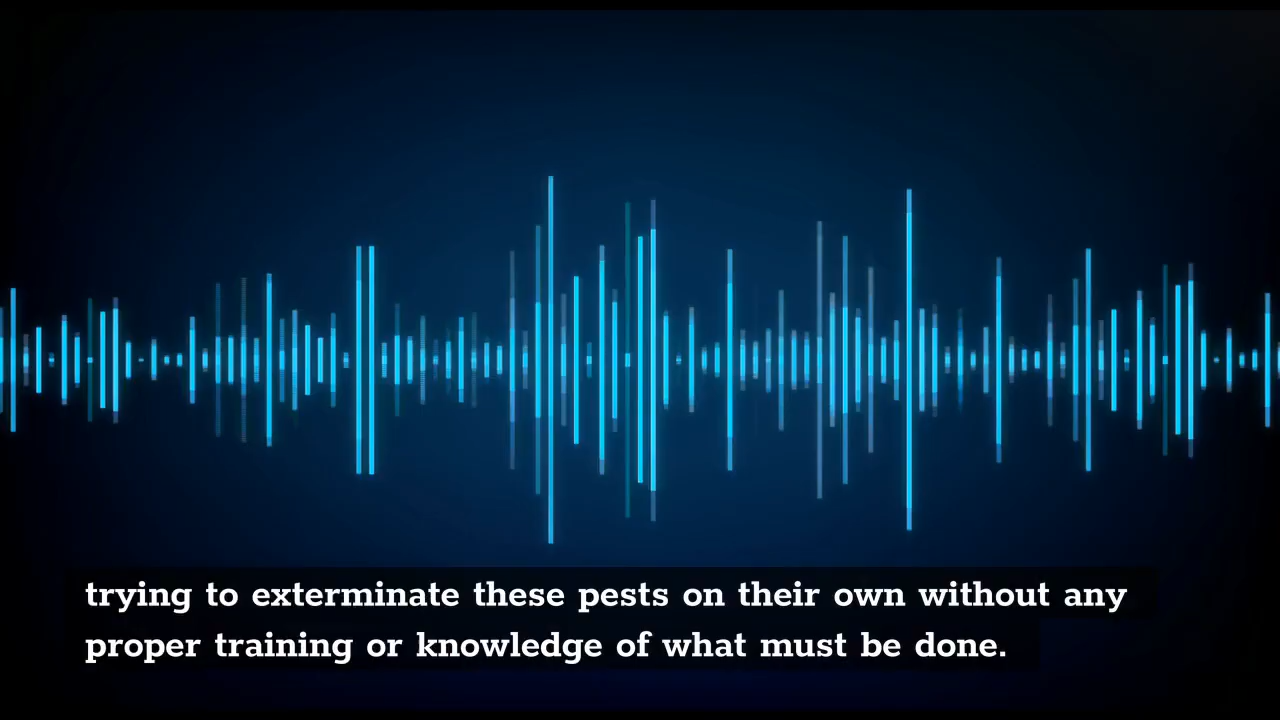 trying to exterminate these pests on their own without any
proper training or knowledge of what must be done.